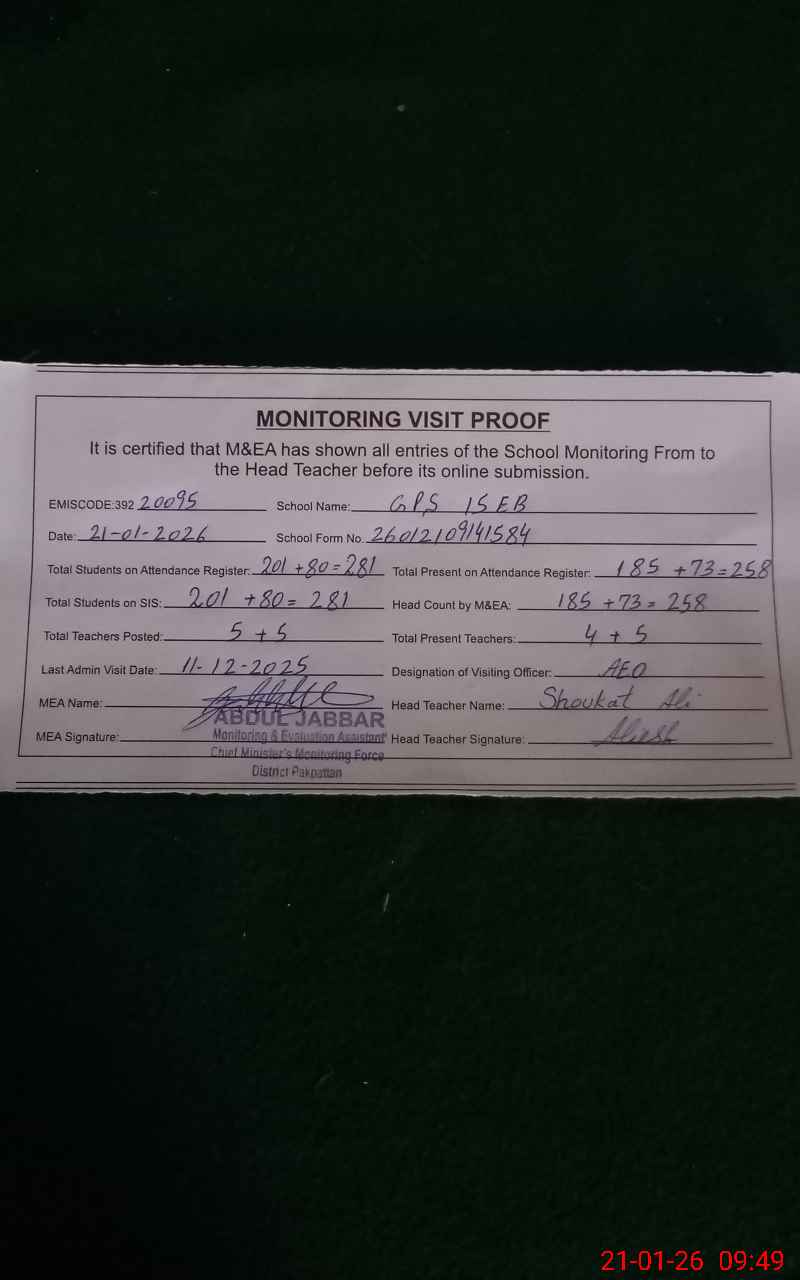 MONITORING VISIT PROOF
It is certified that M&EA has shown all entries of the School Monitoring From to
the Head Teacher before its online submission.
EMISCODE:392 20095 School Name: GPS 15 EB
Date: 21-01-2026 School Form No. 26012109141584
Total Students on Attendance Register: 201 +80=281 Total Present on Attendance Register: 185 +73=258
Total Students on SIS: 201 +80= 281 Head Count by M&EA: 185 +73= 258
Total Teachers Posted: 5 + 5 Total Present Teachers: 4 + 5
Last Admin Visit Date: 11-12-2025 Designation of Visiting Officer: AEO
MEA Name: Head Teacher Name: Shoukat Ali
ABDUL JABBAR
MEA Signature: Monitoring & Evaluation Assistant Head Teacher Signature:
Chief Minister's Monitoring Force
District Pakpattan
21-01-26 09:49